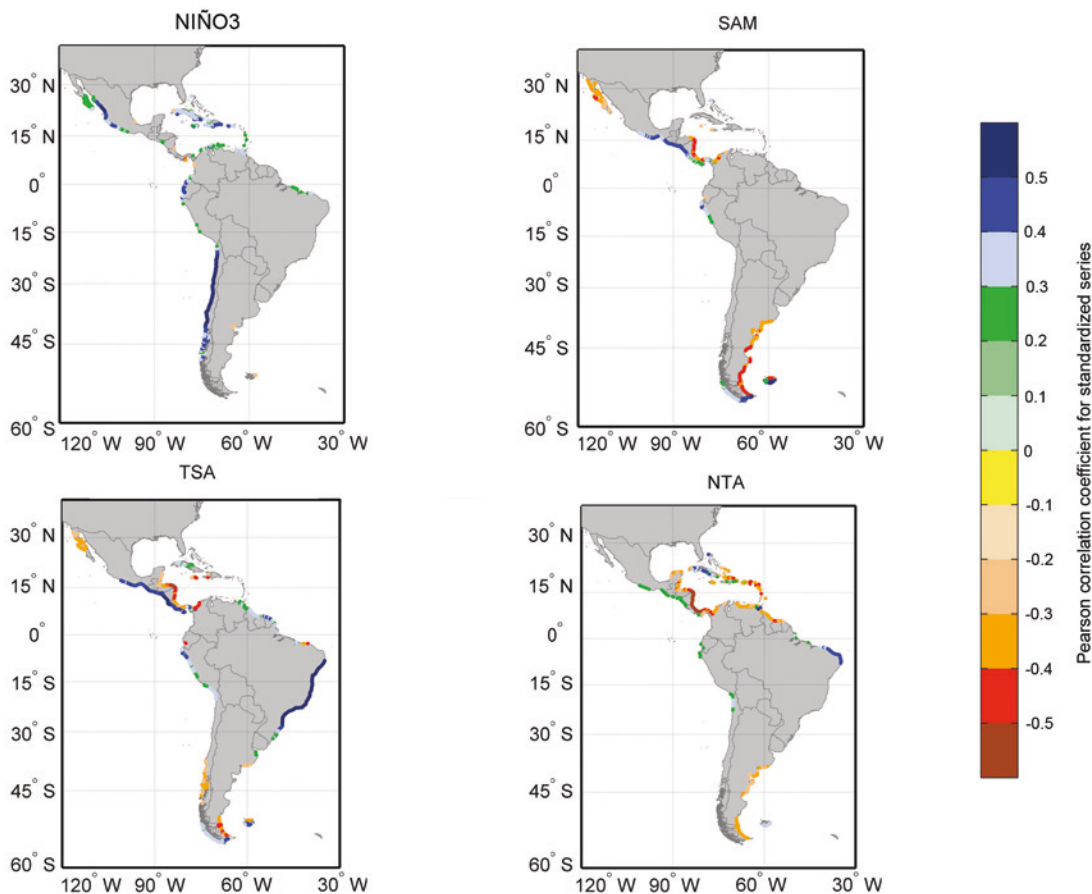 NIÑO3
SAM
30° N
15° N
0°
15° S
30° S
45° S
60° S
120° W 90° W 60° W 30° W
30° N
15° N
0°
15° S
30° S
45° S
60° S
120° W 90° W 60° W 30° W
TSA
NTA
30° N
15° N
0°
15° S
30° S
45° S
60° S
120° W 90° W 60° W 30° W
30° N
15° N
0°
15° S
30° S
45° S
60° S
120° W 90° W 60° W 30° W
0.5
0.4
0.3
0.2
0.1
0
-0.1
-0.2
-0.3
-0.4
-0.5
Pearson correlation coefficient for standardized series